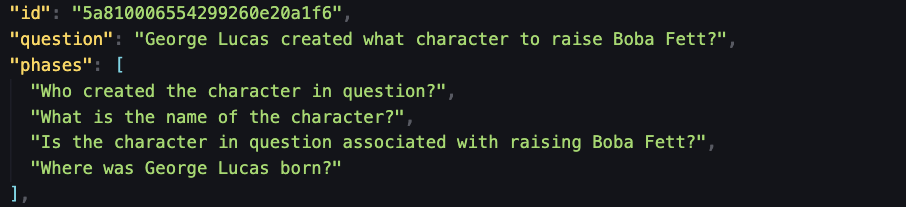 "id": "5a810006554299260e20a1f6",
"question": "George Lucas created what character to raise Boba Fett?",
"phases": [
"Who created the character in question?",
"What is the name of the character?",
"Is the character in question associated with raising Boba Fett?",
"Where was George Lucas born?"
],